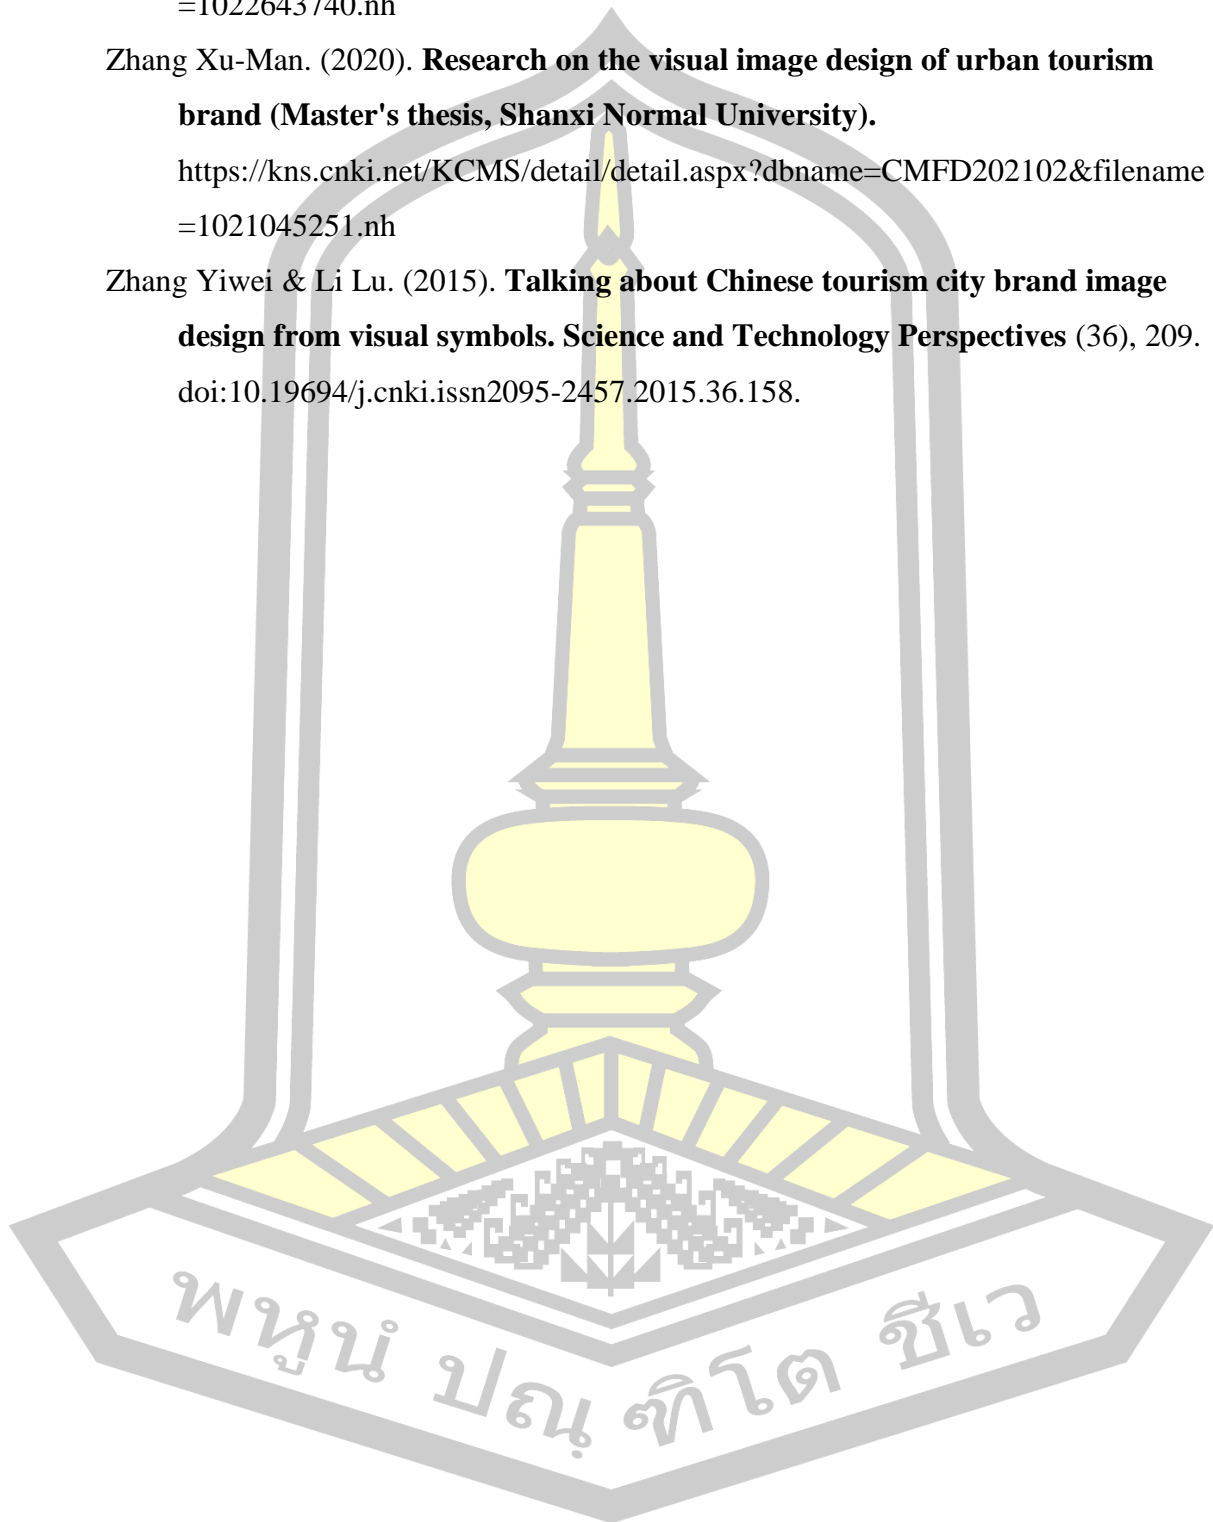 =1022643740.nh
Zhang Xu-Man. (2020). Research on the visual image design of urban tourism
brand (Master's thesis, Shanxi Normal University).
https://kns.cnki.net/KCMS/detail/detail.aspx?dbname=CMFD202102&filename
=1021045251.nh
Zhang Yiwei & Li Lu. (2015). Talking about Chinese tourism city brand image
design from visual symbols. Science and Technology Perspectives (36), 209.
doi:10.19694/j.cnki.issn2095-2457.2015.36.158.
พหูนํ ปณฺ ฑิโต ชีเว